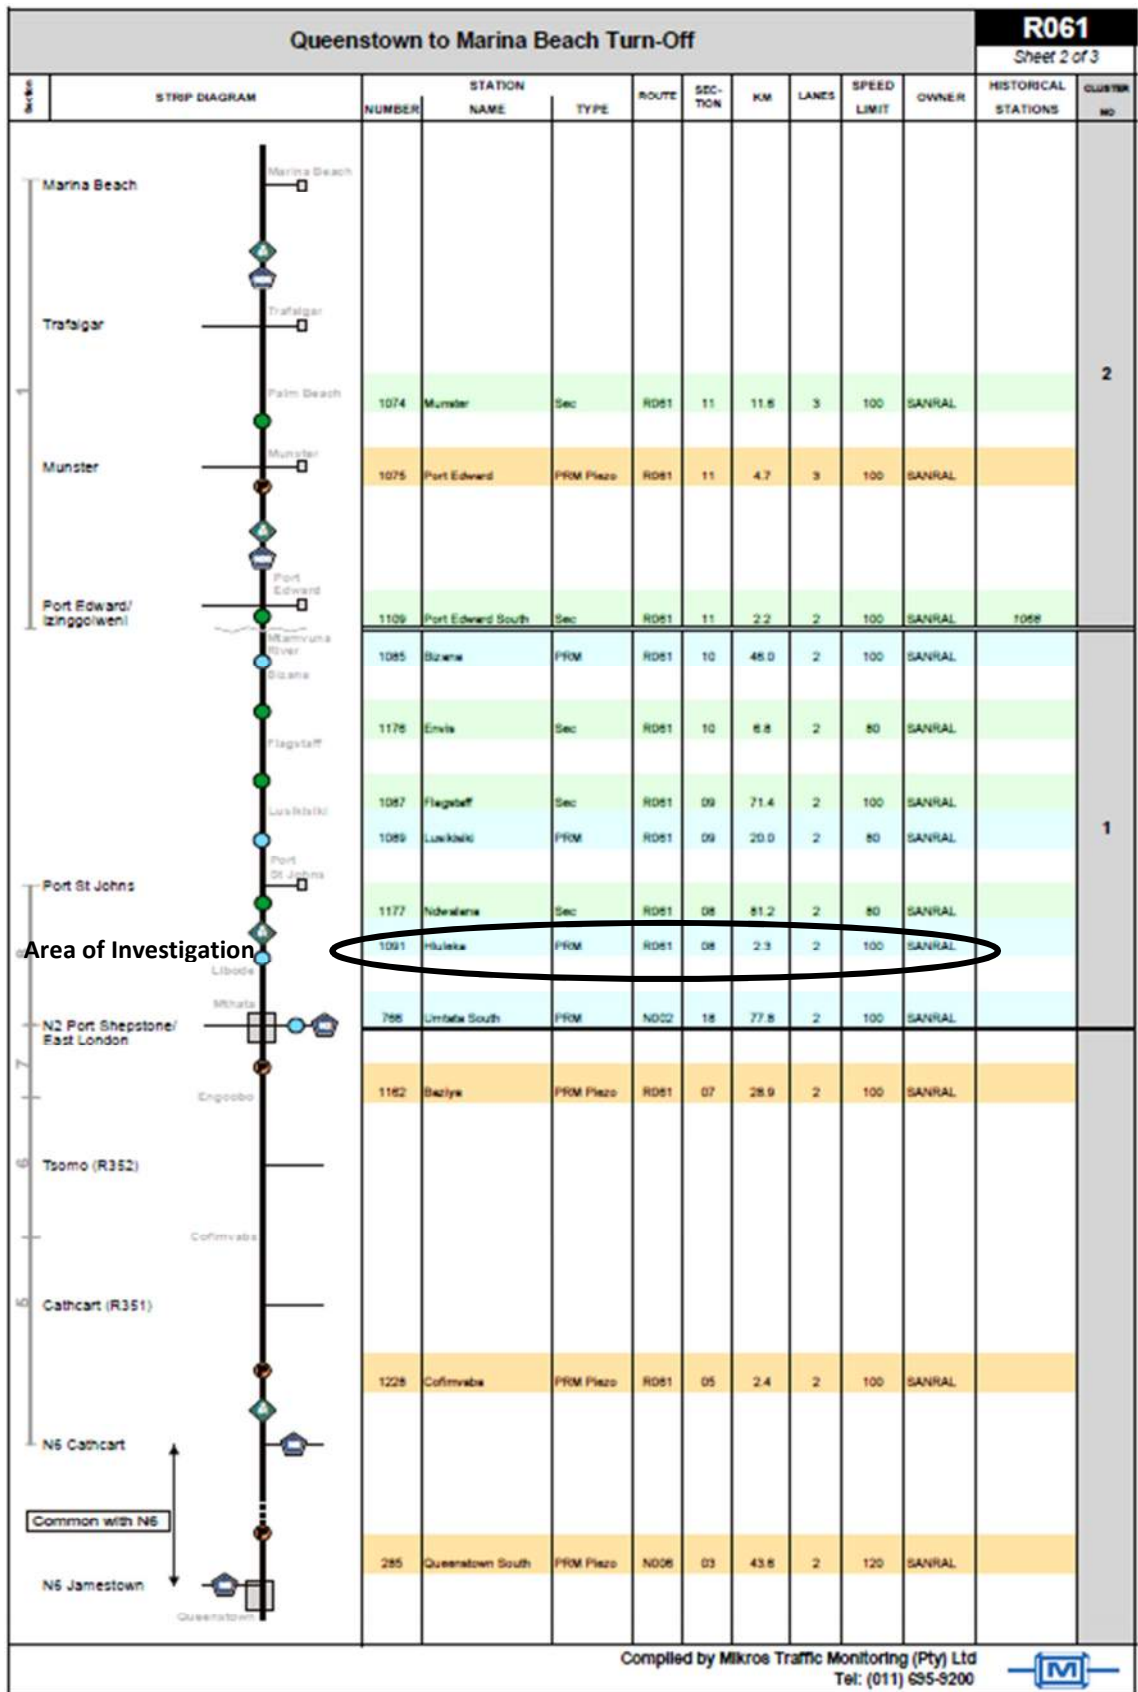 Queenstown to Marina Beach Turn-Off
R061
Sheet 2 of 3
Section
STRIP DIAGRAM
STATION
NUMBER NAME TYPE
ROUTE
SEC-
TION
KM
LANES
SPEED
LIMIT
OWNER
HISTORICAL
STATIONS
CLUSTER
NO
Marina Beach
Marina Beach
Trafalgar
Trafalgar
1
Palm Beach
1074 Munster Sec R061 11 11.6 3 100 SANRAL
2
Munster
Munster
1075 Port Edward PRM Piezo R061 11 4.7 3 100 SANRAL
Port
Edward
Port Edward/
Izinggolweni
1109 Port Edward South Sec R061 11 2.2 2 100 SANRAL 1068
Mtamvuna
River
1085 Bizana PRM R061 10 46.0 2 100 SANRAL
Bizana
1176 Envis Sec R061 10 6.8 2 80 SANRAL
Flagstaff
1087 Flagstaff Sec R061 09 71.4 2 100 SANRAL
Lusikisiki
1089 Lusikisiki PRM R061 09 20.0 2 80 SANRAL
1
Port
St Johns
Port St Johns
1177 Ndwalana Sec R061 08 81.2 2 80 SANRAL
Area of Investigation
1091 Hluleka PRM R061 08 2.3 2 100 SANRAL
8
Libode
Mthata
766 Umtata South PRM N002 18 77.8 2 100 SANRAL
N2 Port Shepstone/
East London
7
1162 Baziya PRM Piezo R061 07 28.9 2 100 SANRAL
Engcobo
6
Tsomo (R352)
Cofimvaba
5
Cathcart (R351)
1228 Cofimvaba PRM Piezo R061 05 2.4 2 100 SANRAL
N6 Cathcart
Common with N6
285 Queenstown South PRM Piezo N006 03 43.6 2 120 SANRAL
N6 Jamestown
Queenstown
Compiled by Mikros Traffic Monitoring (Pty) Ltd
Tel: (011) 695-9200
M